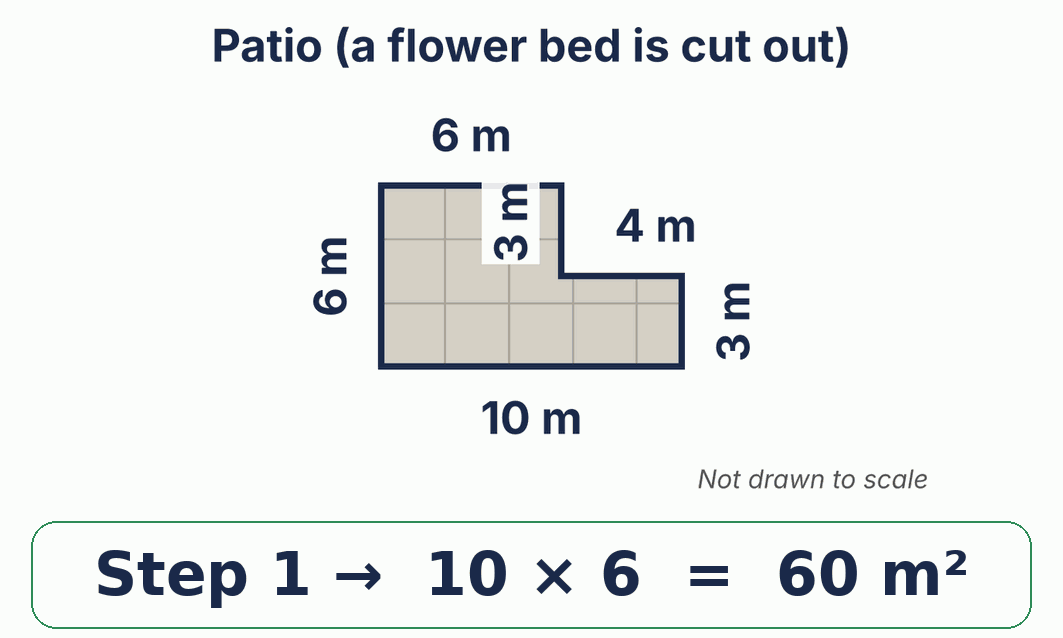 Patio (a flower bed is cut out)
6 m
3 m
4 m
6 m
3 m
10 m
Not drawn to scale
Step 1 → 10 × 6 = 60 m²